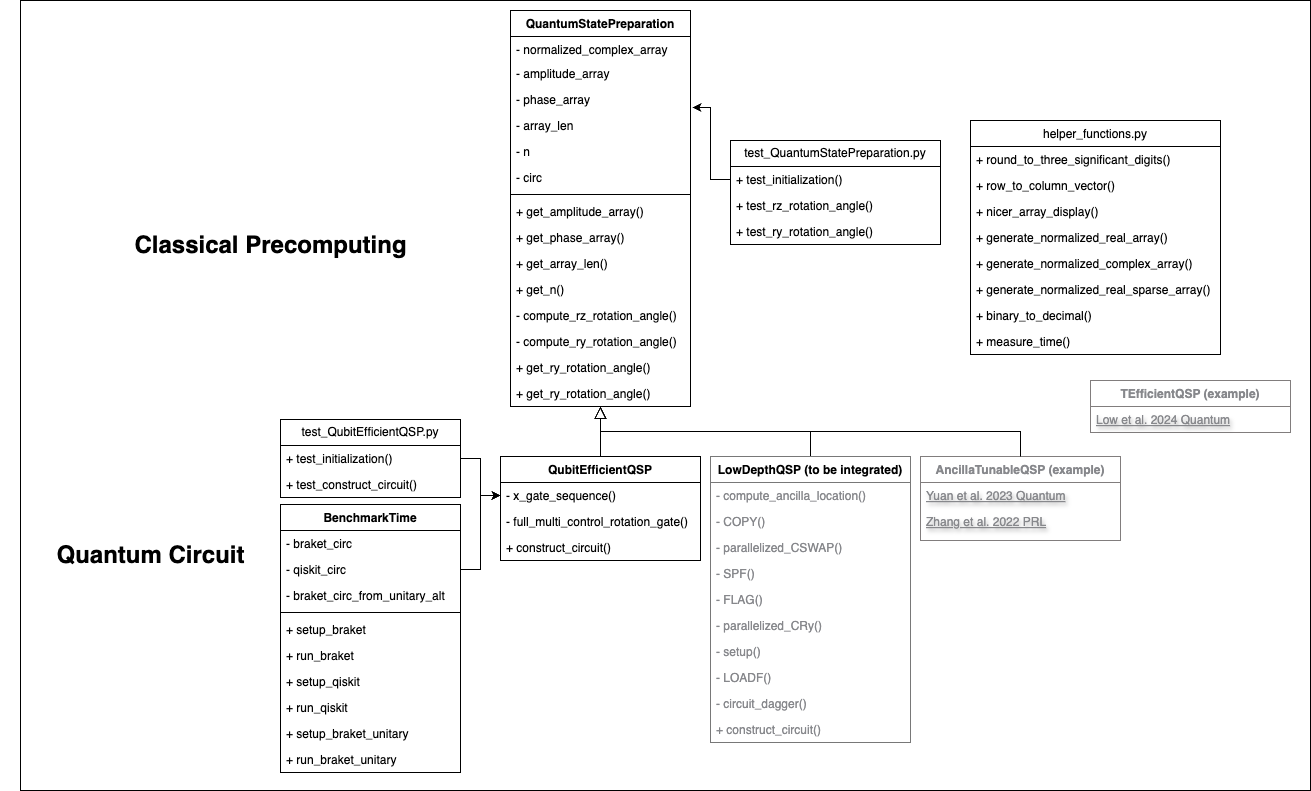 QuantumStatePreparation
- normalized_complex_array
- amplitude_array
- phase_array
- array_len
- n
- circ
+ get_amplitude_array()
+ get_phase_array()
+ get_array_len()
+ get_n()
- compute_rz_rotation_angle()
- compute_ry_rotation_angle()
+ get_ry_rotation_angle()
+ get_ry_rotation_angle()
test_QuantumStatePreparation.py
+ test_initialization()
+ test_rz_rotation_angle()
+ test_ry_rotation_angle()
helper_functions.py
+ round_to_three_significant_digits()
+ row_to_column_vector()
+ nicer_array_display()
+ generate_normalized_real_array()
+ generate_normalized_complex_array()
+ generate_normalized_real_sparse_array()
+ binary_to_decimal()
+ measure_time()
Classical Precomputing
TEfficientQSP (example)
Low et al. 2024 Quantum
test_QubitEfficientQSP.py
+ test_initialization()
+ test_construct_circuit()
BenchmarkTime
- braket_circ
- qiskit_circ
- braket_circ_from_unitary_alt
+ setup_braket
+ run_braket
+ setup_qiskit
+ run_qiskit
+ setup_braket_unitary
+ run_braket_unitary
Quantum Circuit
QubitEfficientQSP
- x_gate_sequence()
- full_multi_control_rotation_gate()
+ construct_circuit()
LowDepthQSP (to be integrated)
- compute_ancilla_location()
- COPY()
- parallelized_CSWAP()
- SPF()
- FLAG()
- parallelized_CRy()
- setup()
- LOADF()
- circuit_dagger()
+ construct_circuit()
AncillaTunableQSP (example)
Yuan et al. 2023 Quantum
Zhang et al. 2022 PRL